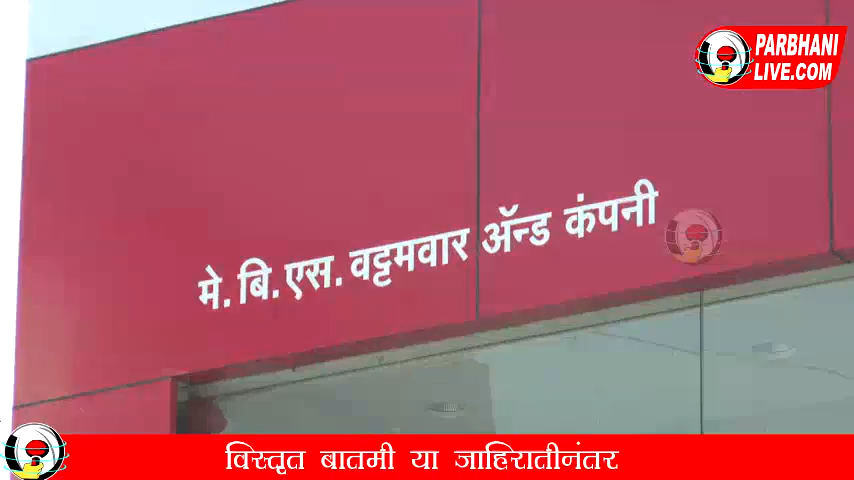 PARBHANI
LIVE.COM
मे. बि. एस. वट्टमवार ॲन्ड कंपनी
विस्तृत बातमी या जाहिरातीनंतर